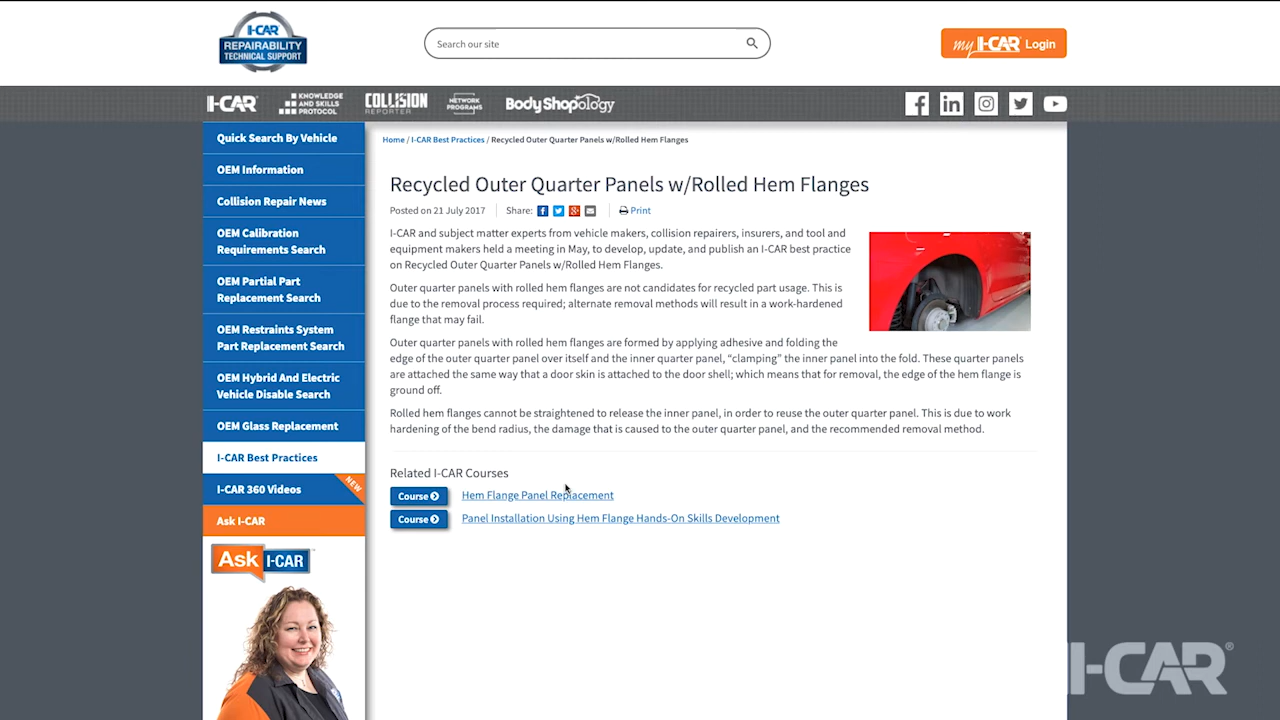 I-CAR
REPAIRABILITY
TECHNICAL SUPPORT
Search our site
my I-CAR Login
I-CAR
KNOWLEDGE
AND SKILLS
PROTOCOL
COLLISION
REPORTER
NETWORK
PROGRAMS
BodyShopology
Quick Search By Vehicle
OEM Information
Collision Repair News
OEM Calibration
Requirements Search
OEM Partial Part
Replacement Search
OEM Restraints System
Part Replacement Search
OEM Hybrid And Electric
Vehicle Disable Search
OEM Glass Replacement
I-CAR Best Practices
I-CAR 360 Videos
NEW
Ask I-CAR
Ask I-CAR
Home / I-CAR Best Practices / Recycled Outer Quarter Panels w/Rolled Hem Flanges
Recycled Outer Quarter Panels w/Rolled Hem Flanges
Posted on 21 July 2017 Share: Print
I-CAR and subject matter experts from vehicle makers, collision repairers, insurers, and tool and
equipment makers held a meeting in May, to develop, update, and publish an I-CAR best practice
on Recycled Outer Quarter Panels w/Rolled Hem Flanges.
Outer quarter panels with rolled hem flanges are not candidates for recycled part usage. This is
due to the removal process required; alternate removal methods will result in a work-hardened
flange that may fail.
Outer quarter panels with rolled hem flanges are formed by applying adhesive and folding the
edge of the outer quarter panel over itself and the inner quarter panel, “clamping” the inner panel into the fold. These quarter panels
are attached the same way that a door skin is attached to the door shell; which means that for removal, the edge of the hem flange is
ground off.
Rolled hem flanges cannot be straightened to release the inner panel, in order to reuse the outer quarter panel. This is due to work
hardening of the bend radius, the damage that is caused to the outer quarter panel, and the recommended removal method.
Related I-CAR Courses
Course Hem Flange Panel Replacement
Course Panel Installation Using Hem Flange Hands-On Skills Development
I-CAR®